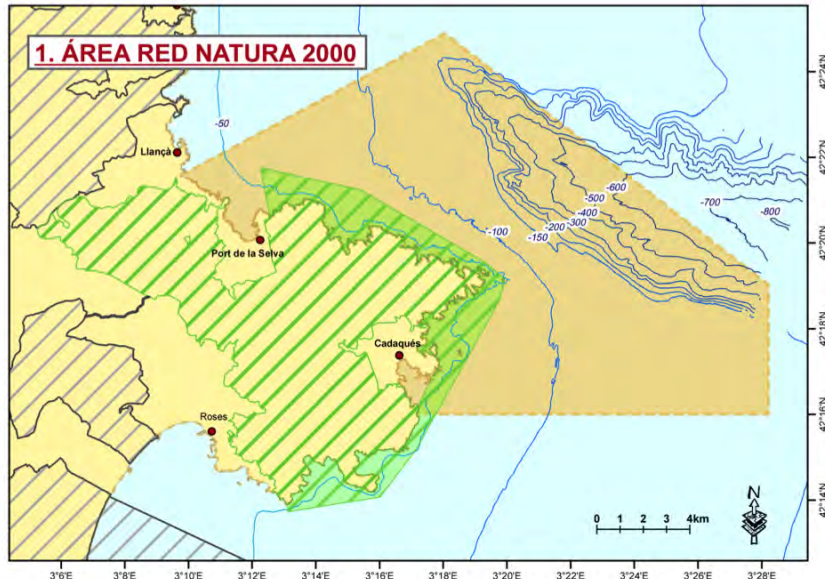 1. ÁREA RED NATURA 2000
42°24'N
-50
Llançà
42°22'N
-600
-500
-700
-400
-800
-300
-200
-100
-150
42°20'N
Port de la Selva
42°18'N
Cadaqués
42°16'N
Roses
42°14'N
N
0 1 2 3 4km
3°6'E 3°8'E 3°10'E 3°12'E 3°14'E 3°16'E 3°18'E 3°20'E 3°22'E 3°24'E 3°26'E 3°28'E